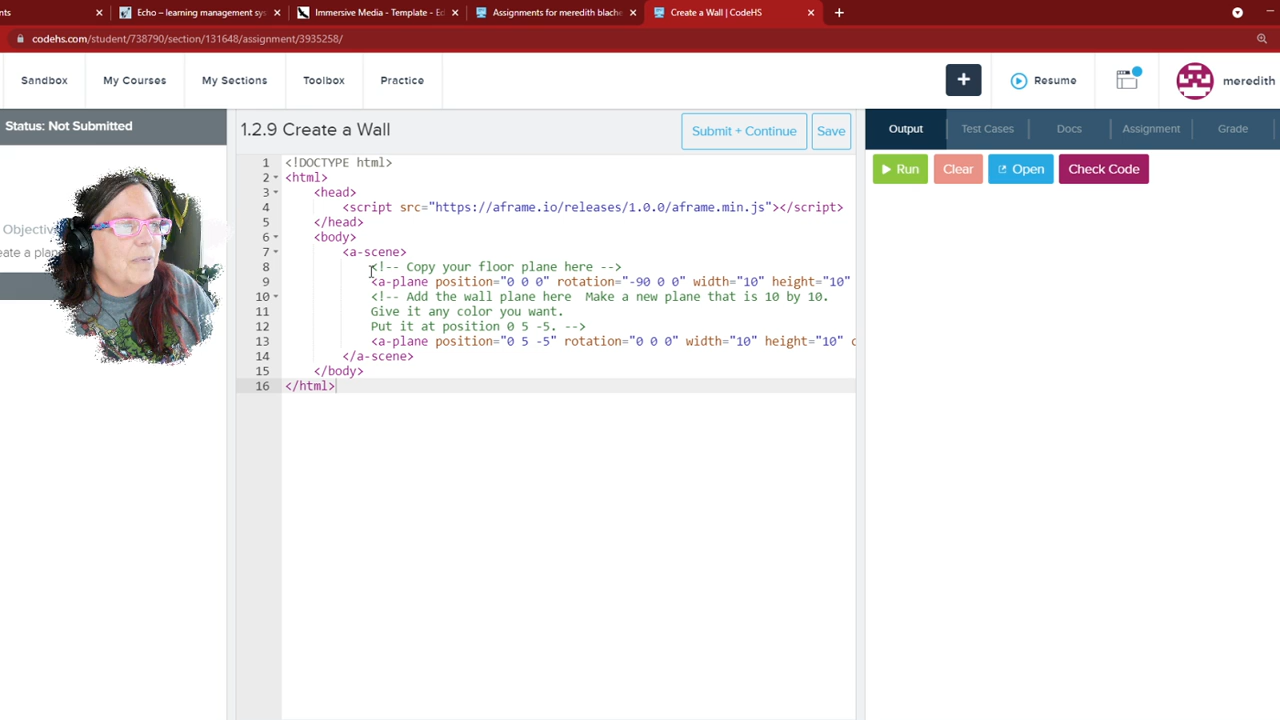 nts
Echo – learning management sys
Immersive Media - Template - Ed
Assignments for meredith blache
Create a Wall | CodeHS
codehs.com/student/738790/section/131648/assignment/3935258/
Sandbox My Courses My Sections Toolbox Practice + Resume meredith
Status: Not Submitted
Objectiv
eate a plan
1.2.9 Create a Wall
Submit + Continue Save
1 <!DOCTYPE html>
2 <html>
3 <head>
4 <script src="https://aframe.io/releases/1.0.0/aframe.min.js"></script>
5 </head>
6 <body>
7 <a-scene>
8 <!-- Copy your floor plane here -->
9 <a-plane position="0 0 0" rotation="-90 0 0" width="10" height="10"
10 <!-- Add the wall plane here  Make a new plane that is 10 by 10.
11 Give it any color you want.
12 Put it at position 0 5 -5. -->
13 <a-plane position="0 5 -5" rotation="0 0 0" width="10" height="10" c
14 </a-scene>
15 </body>
16 </html>
Output Test Cases Docs Assignment Grade
Run Clear Open Check Code